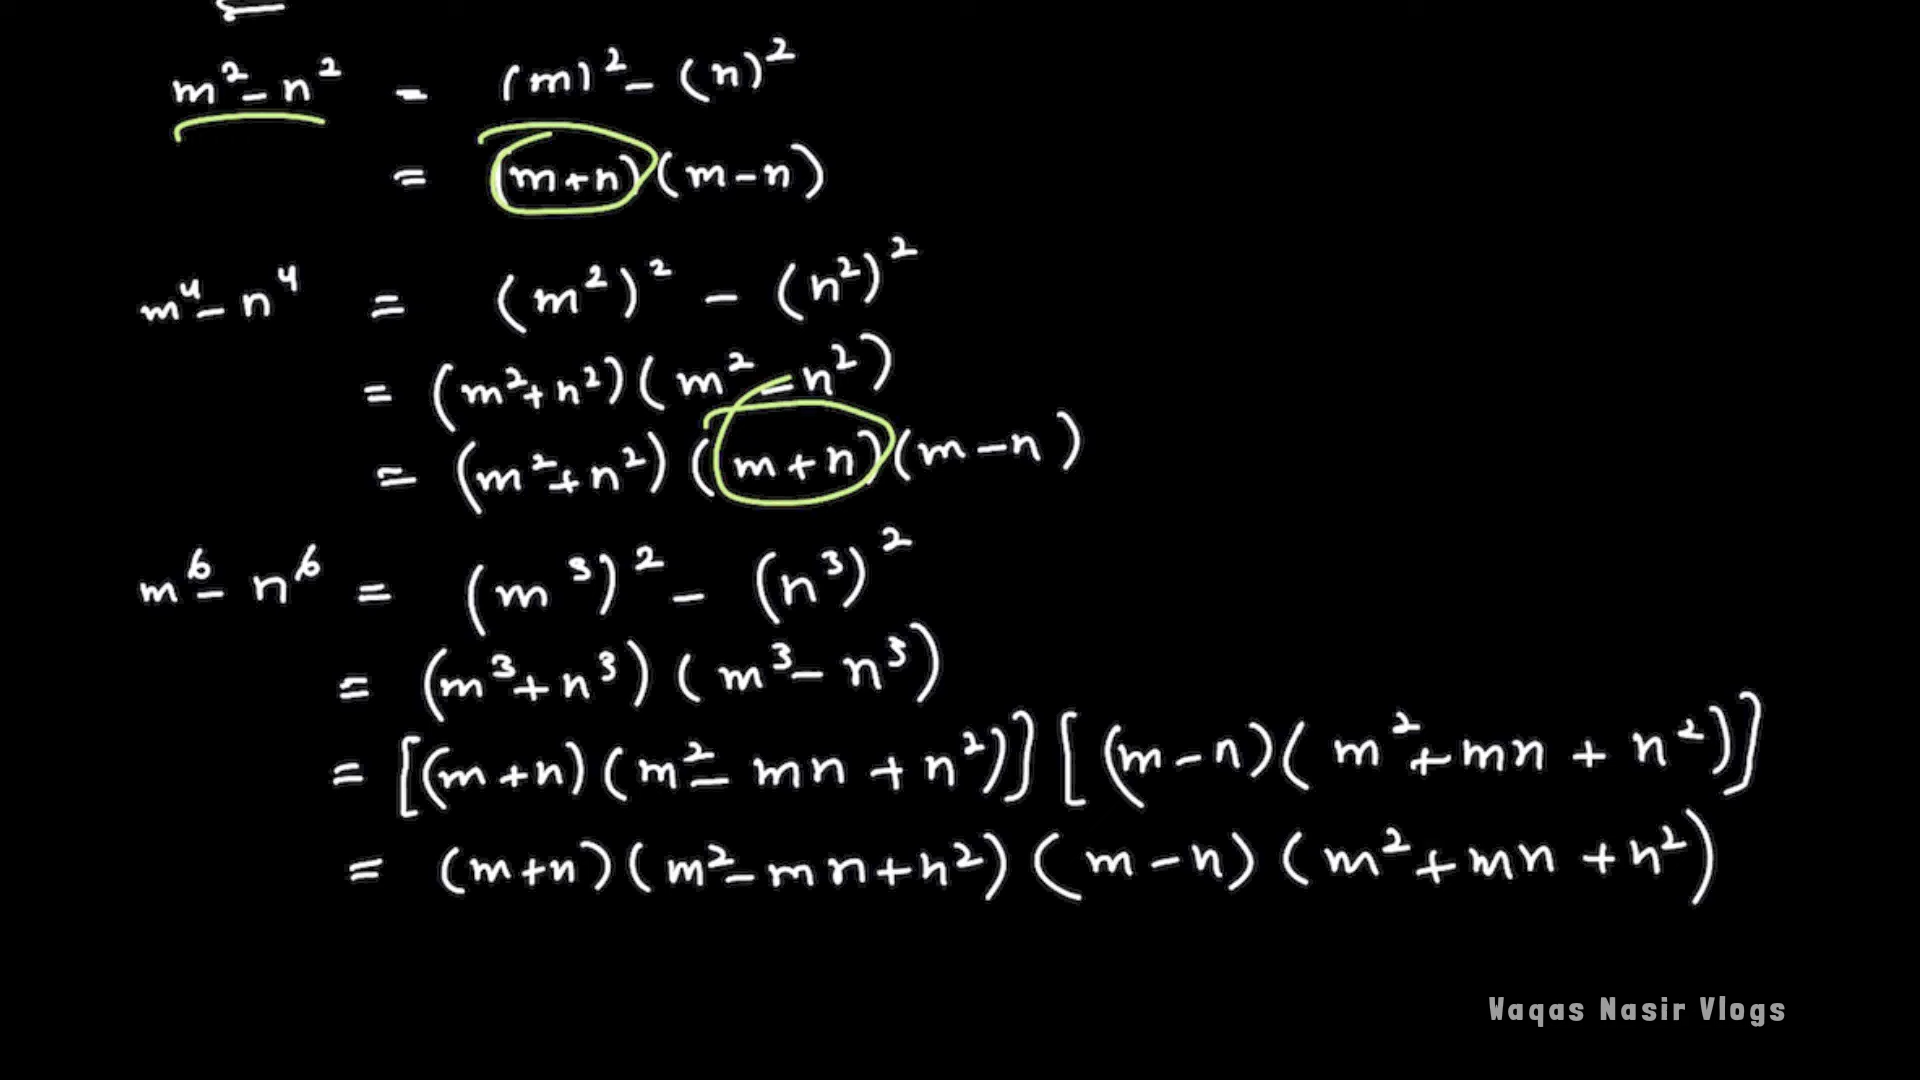 m² - n² = (m)² - (n)²
= (m+n)(m-n)
m⁴ - n⁴ = (m²)² - (n²)²
= (m²+n²)(m² - n²)
= (m²+n²)(m+n)(m-n)
m⁶ - n⁶ = (m³)² - (n³)²
= (m³+n³)(m³-n³)
= [(m+n)(m²-mn+n²)][(m-n)(m²+mn+n²)]
= (m+n)(m²-mn+n²)(m-n)(m²+mn+n²)
Waqas Nasir Vlogs